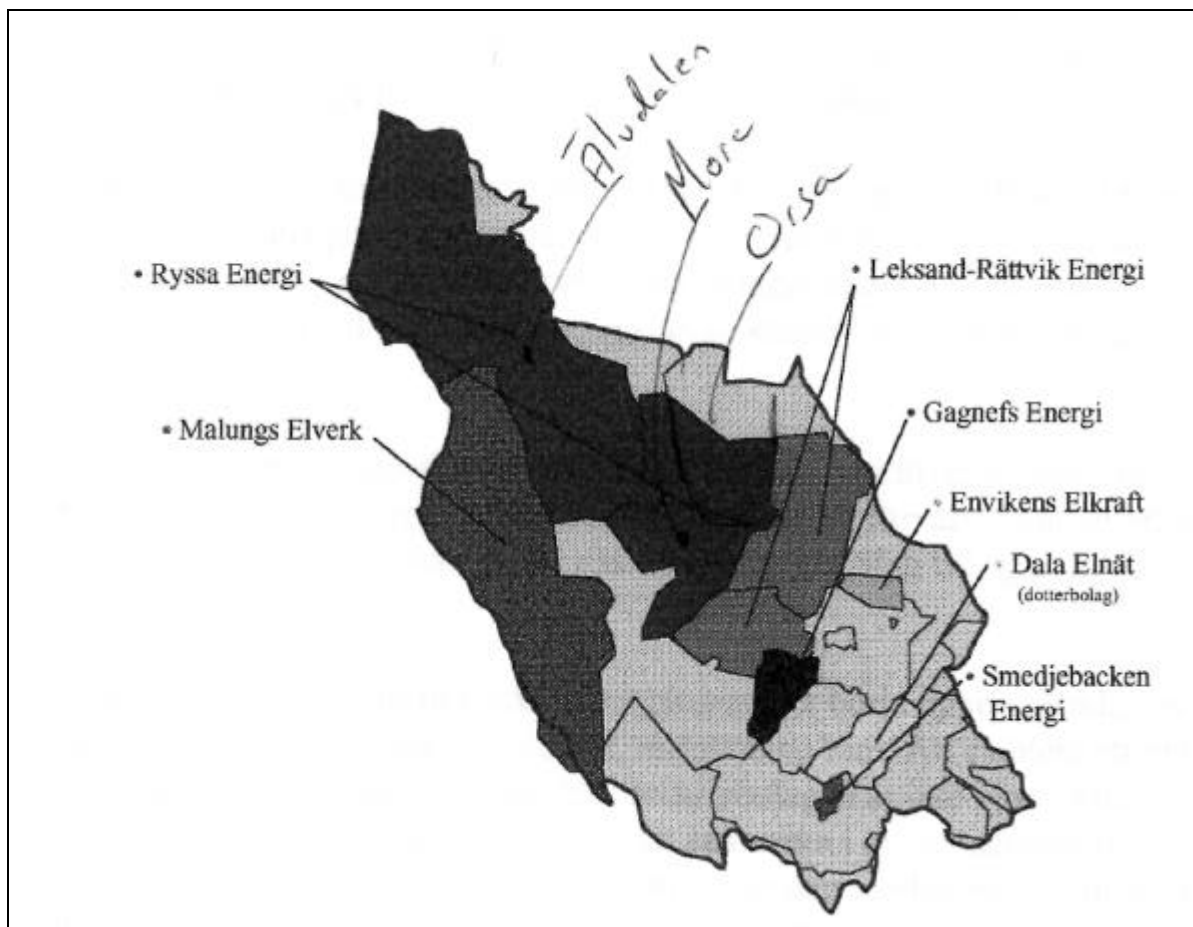 Älvdalen
Mora
Orsa
• Ryssa Energi
• Leksand-Rättvik Energi
• Malungs Elverk
• Gagnefs Energi
• Envikens Elkraft
• Dala Elnät
(dotterbolag)
• Smedjebacken
Energi